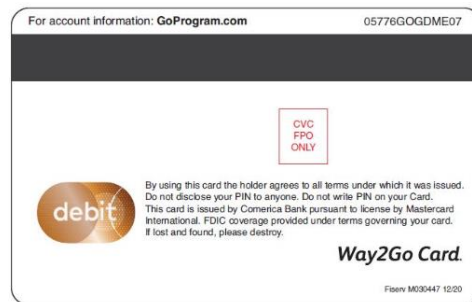 For account information: GoProgram.com 05776GOGDME07
CVC
FPO
ONLY
By using this card the holder agrees to all terms under which it was issued.
Do not disclose your PIN to anyone. Do not write PIN on your Card.
This card is issued by Comerica Bank pursuant to license by Mastercard
International. FDIC coverage provided under terms governing your card.
If lost and found, please destroy.
debit
Way2Go Card.
Fiserv M030447 12/20